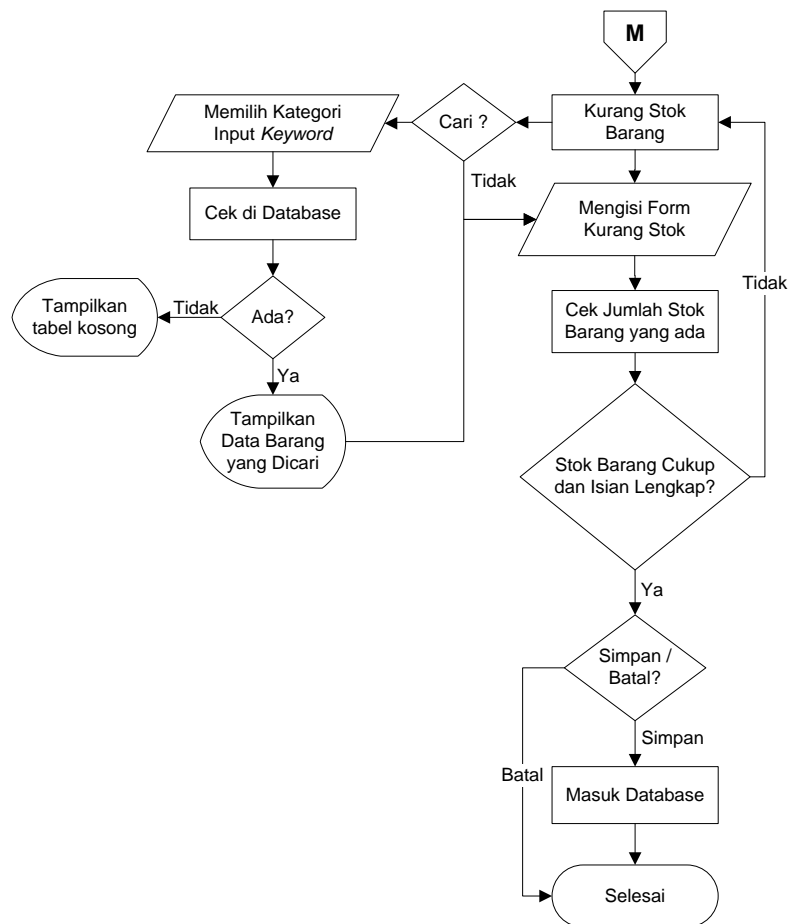 M
Kurang Stok
Barang
Cari ?
Memilih Kategori
Input Keyword
Tidak
Cek di Database
Mengisi Form
Kurang Stok
Tidak
Ada?
Tidak
Tampilkan
tabel kosong
Cek Jumlah Stok
Barang yang ada
Ya
Tampilkan
Data Barang
yang Dicari
Stok Barang Cukup
dan Isian Lengkap?
Ya
Simpan /
Batal?
Simpan
Batal
Masuk Database
Selesai